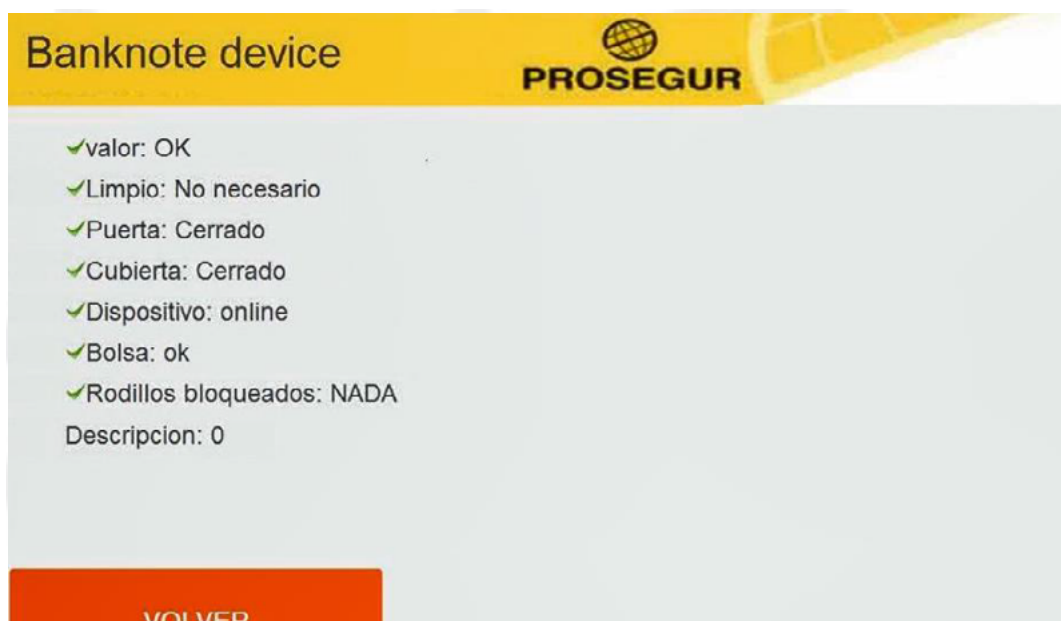 Banknote device
PROSEGUR
valor: OK
Limpio: No necesario
Puerta: Cerrado
Cubierta: Cerrado
Dispositivo: online
Bolsa: ok
Rodillos bloqueados: NADA
Descripcion: 0
VOLVER